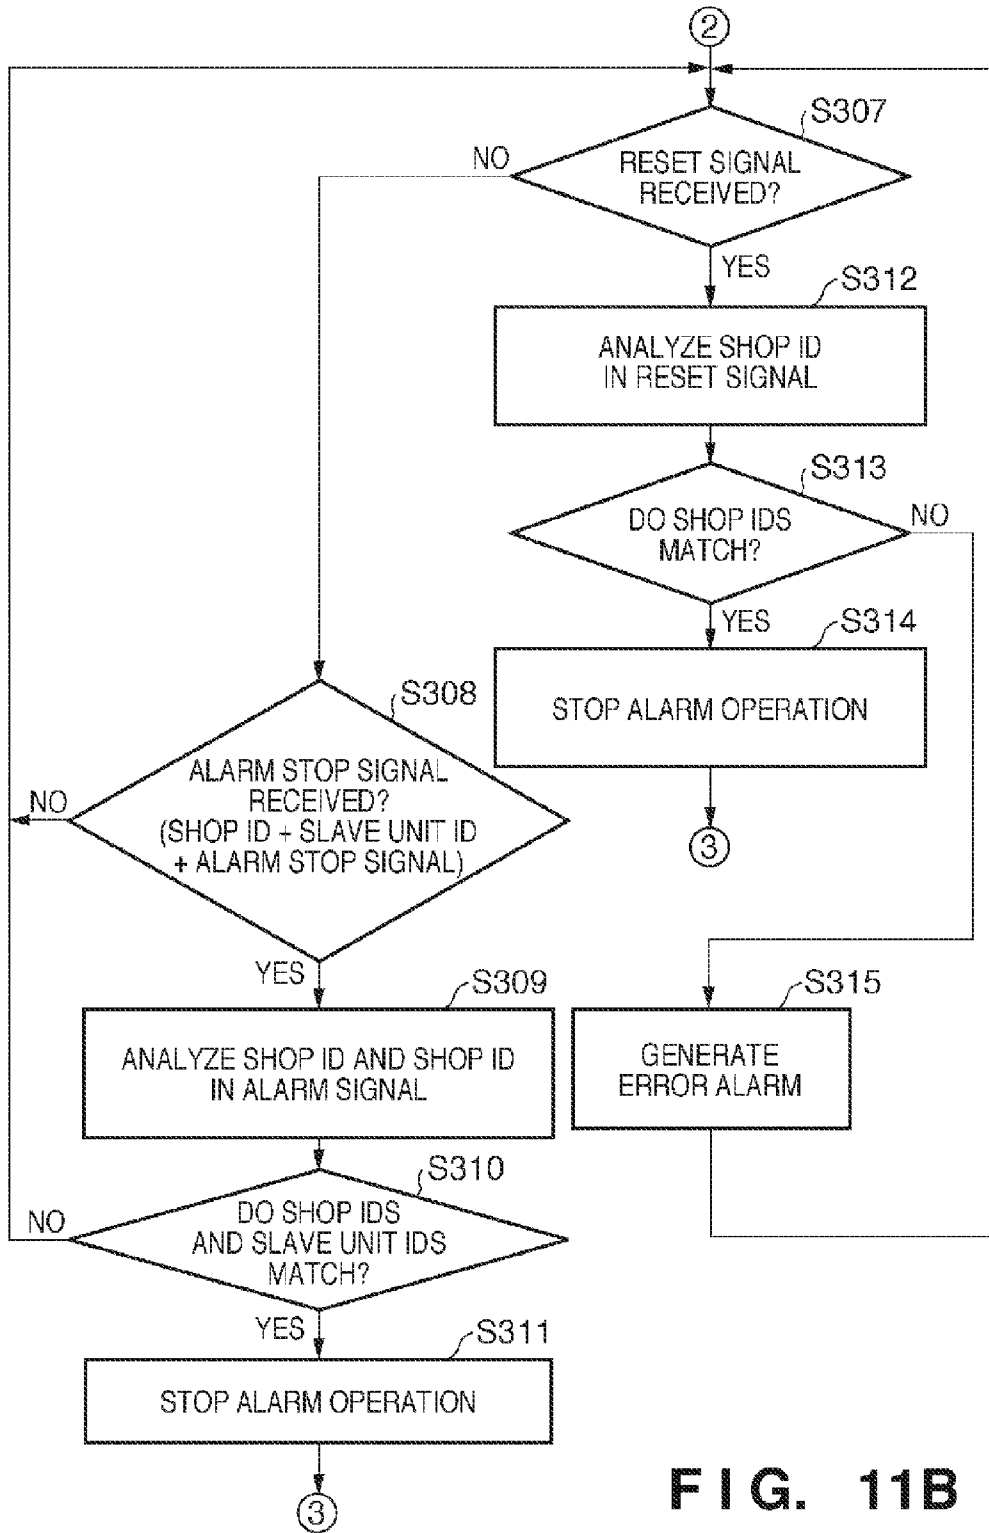 2
S307
NO
RESET SIGNAL
RECEIVED?
YES
S312
ANALYZE SHOP ID
IN RESET SIGNAL
S313
DO SHOP IDS
MATCH?
NO
YES
S314
STOP ALARM OPERATION
3
S308
ALARM STOP SIGNAL
RECEIVED?
(SHOP ID + SLAVE UNIT ID
+ ALARM STOP SIGNAL)
NO
YES
S309
ANALYZE SHOP ID AND SHOP ID
IN ALARM SIGNAL
S315
GENERATE
ERROR ALARM
S310
DO SHOP IDS
AND SLAVE UNIT IDS
MATCH?
NO
YES
S311
STOP ALARM OPERATION
3
FIG. 11B